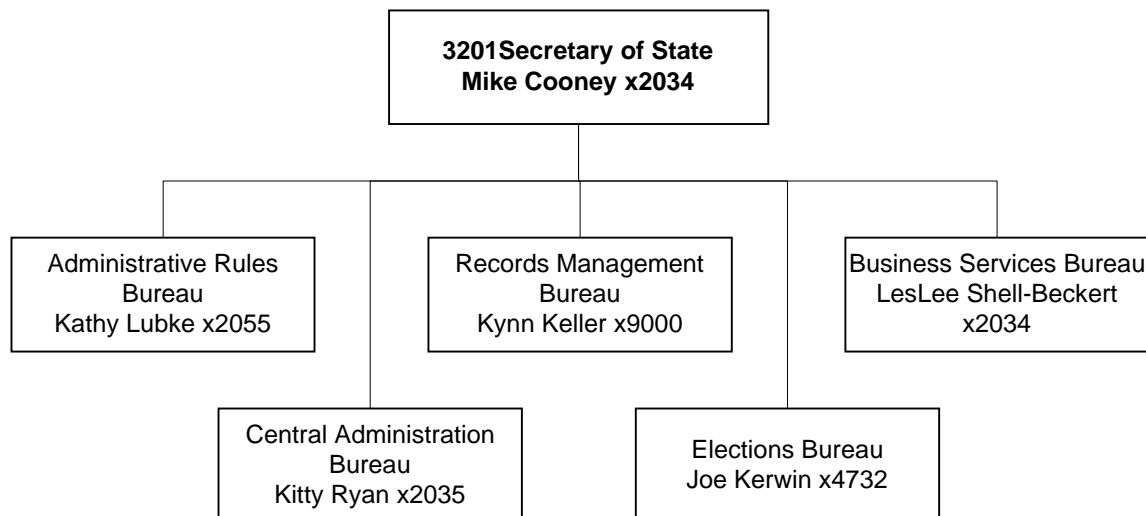 3201Secretary of State
Mike Cooney x2034
Administrative Rules
Bureau
Kathy Lubke x2055
Records Management
Bureau
Kynn Keller x9000
Business Services Bureau
LesLee Shell-Beckert
x2034
Central Administration
Bureau
Kitty Ryan x2035
Elections Bureau
Joe Kerwin x4732